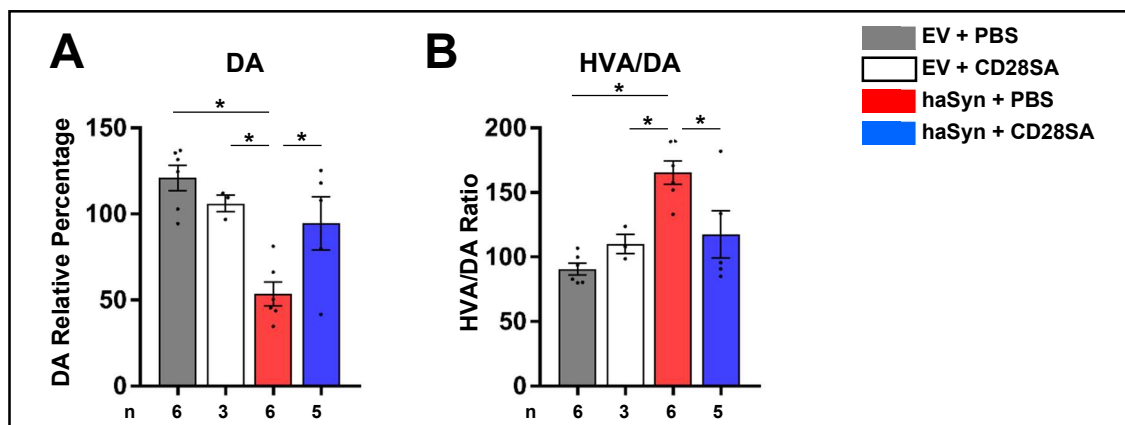 A
DA
* * *
DA Relative Percentage
150
100
50
0
n 6 3 6 5
B
HVA/DA
* * *
HVA/DA Ratio
200
150
100
50
0
n 6 3 6 5
EV + PBS
EV + CD28SA
haSyn + PBS
haSyn + CD28SA